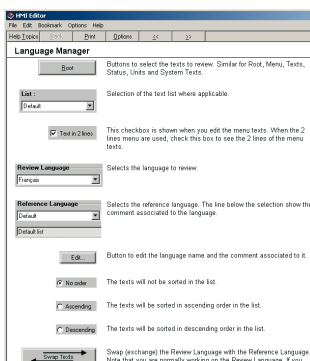 HMI Editor
File Edit Bookmark Options Help
Help Topics Back Print Options << >>
Language Manager
Root
Buttons to select the texts to review. Similar for Root, Menu, Texts,
Status, Units and System Texts.
List :
Default
Selection of the text list where applicable.
Text in 2 lines
This checkbox is shown when you edit the menu texts. When the 2
lines menu are used, check this box to see the 2 lines of the menu
texts.
Review Language
Français
Selects the language to review.
Reference Language
Default
Default list
Selects the reference language. The line below the selection show the
comment associated to the language.
Edit...
Button to edit the language name and the comment associated to it.
No order
The texts will not be sorted in the list.
Ascending
The texts will be sorted in ascending order in the list.
Descending
The texts will be sorted in descending order in the list.
Swap Texts
Swap (exchange) the Review Language with the Reference Language.
Note that you are normally working on the Review Language. If you